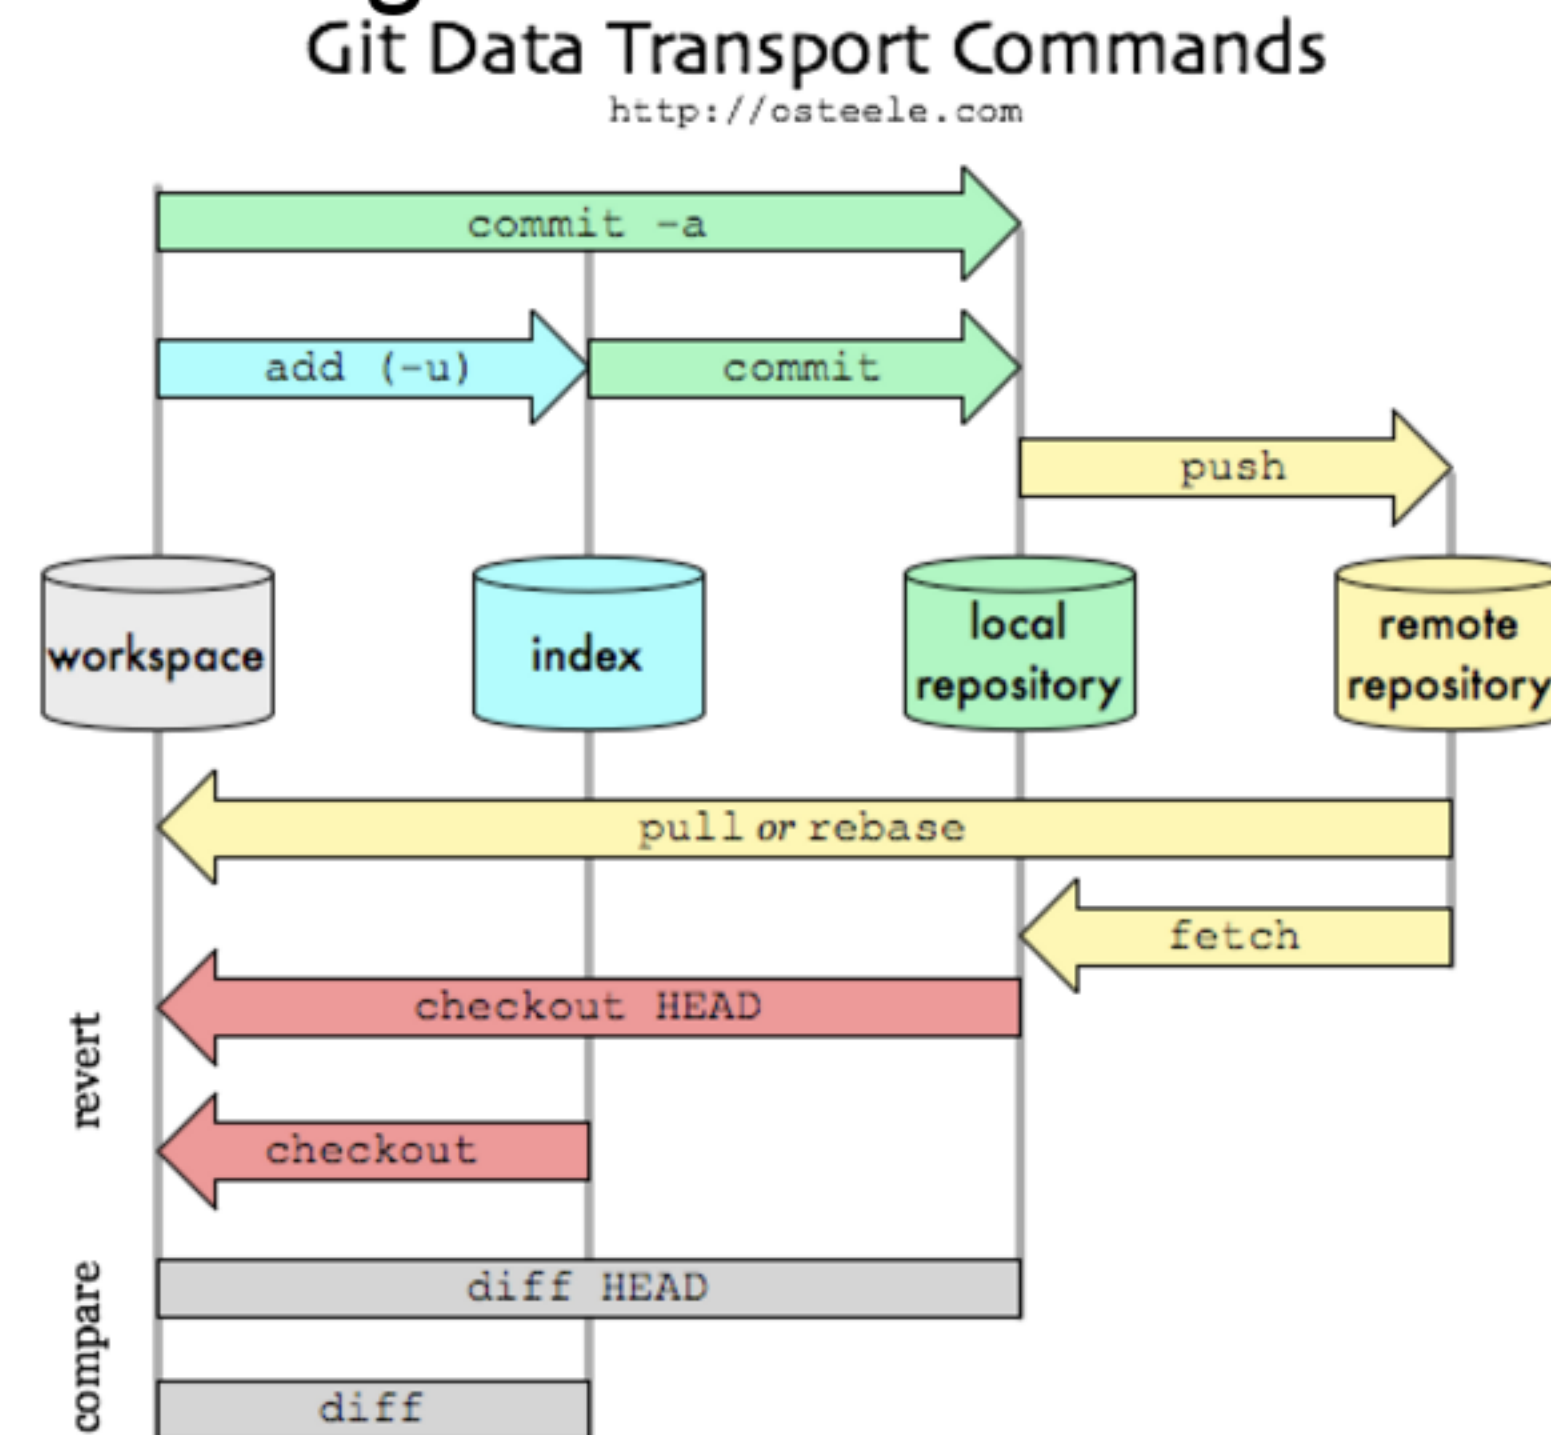 Git Data Transport Commands
http://osteele.com
commit -a
add (-u)
commit
push
workspace
index
local
repository
remote
repository
pull or rebase
fetch
revert
checkout HEAD
checkout
compare
diff HEAD
diff